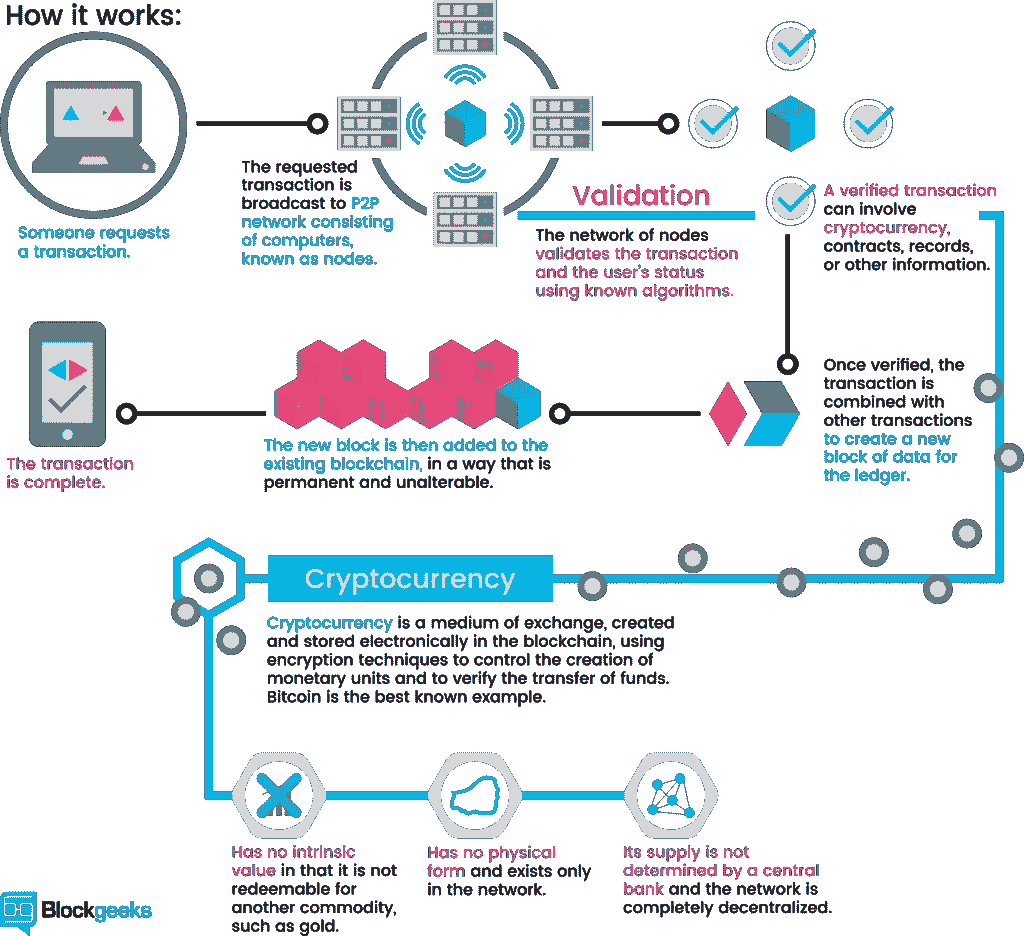 How it works:
Someone requests
a transaction.
The requested
transaction is
broadcast to P2P
network consisting
of computers,
known as nodes.
Validation
The network of nodes
validates the transaction
and the user's status
using known algorithms.
A verified transaction
can involve
cryptocurrency,
contracts, records,
or other information.
Once verified, the
transaction is
combined with
other transactions
to create a new
block of data for
the ledger.
The new block is then added to the
existing blockchain, in a way that is
permanent and unalterable.
The transaction
is complete.
Cryptocurrency
Cryptocurrency is a medium of exchange, created
and stored electronically in the blockchain, using
encryption techniques to control the creation of
monetary units and to verify the transfer of funds.
Bitcoin is the best known example.
Has no intrinsic
value in that it is not
redeemable for
another commodity,
such as gold.
Has no physical
form and exists only
in the network.
Its supply is not
determined by a central
bank and the network is
completely decentralized.
Blockgeeks